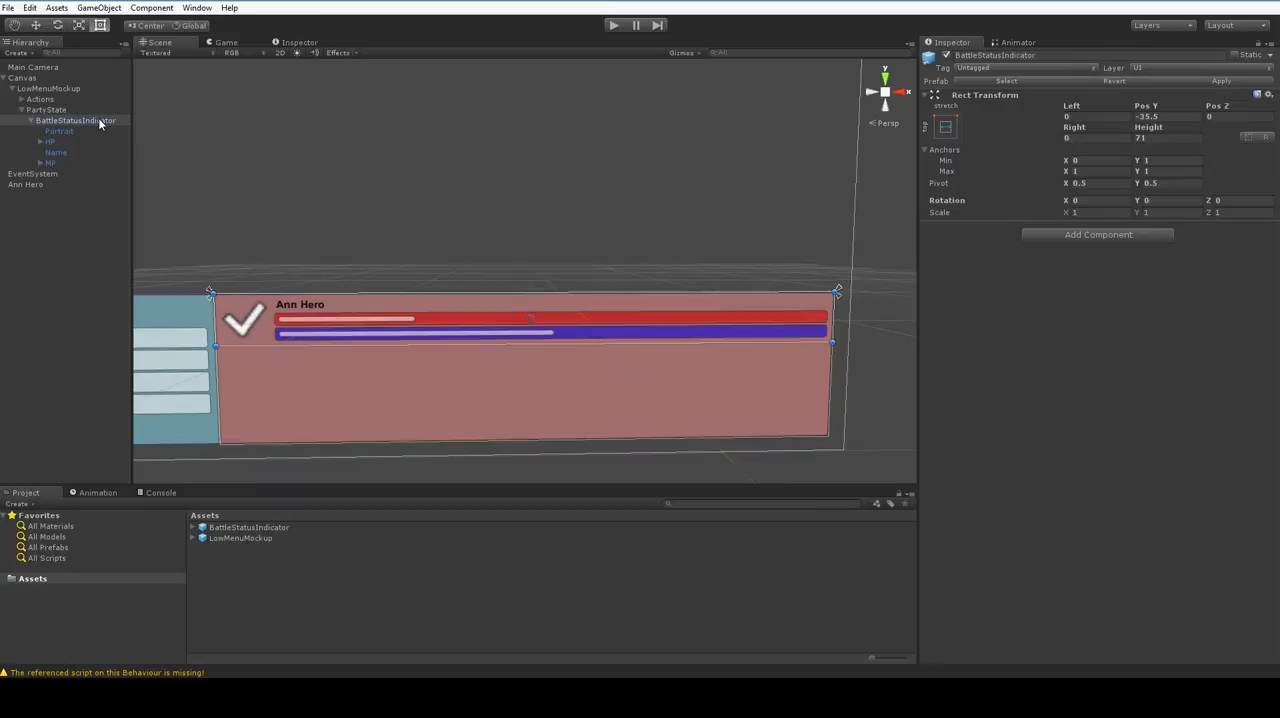 File Edit Assets GameObject Component Window Help
Center Global Layers Layout
Hierarchy Scene Game Inspector Inspector Animator
Create All Textured RGB 2D Effects Gizmos All
BattleStatusIndicator Static
Tag Untagged Layer UI
Prefab Select Revert Apply
Rect Transform
stretch Left Pos Y Pos Z
top 0 -35.5 0
Right Height
0 71 R
Anchors
Min X 0 Y 1
Max X 1 Y 1
Pivot X 0.5 Y 0.5
Rotation X 0 Y 0 Z 0
Scale X 1 Y 1 Z 1
Add Component
Main Camera
Canvas
LowMenuMockup
Actions
PartyState
BattleStatusIndicator
Portrait
HP
Name
MP
EventSystem
Ann Hero
y
x
Persp
Ann Hero
Project Animation Console
Create
Favorites
All Materials
All Models
All Prefabs
All Scripts
Assets
Assets
BattleStatusIndicator
LowMenuMockup
The referenced script on this Behaviour is missing!